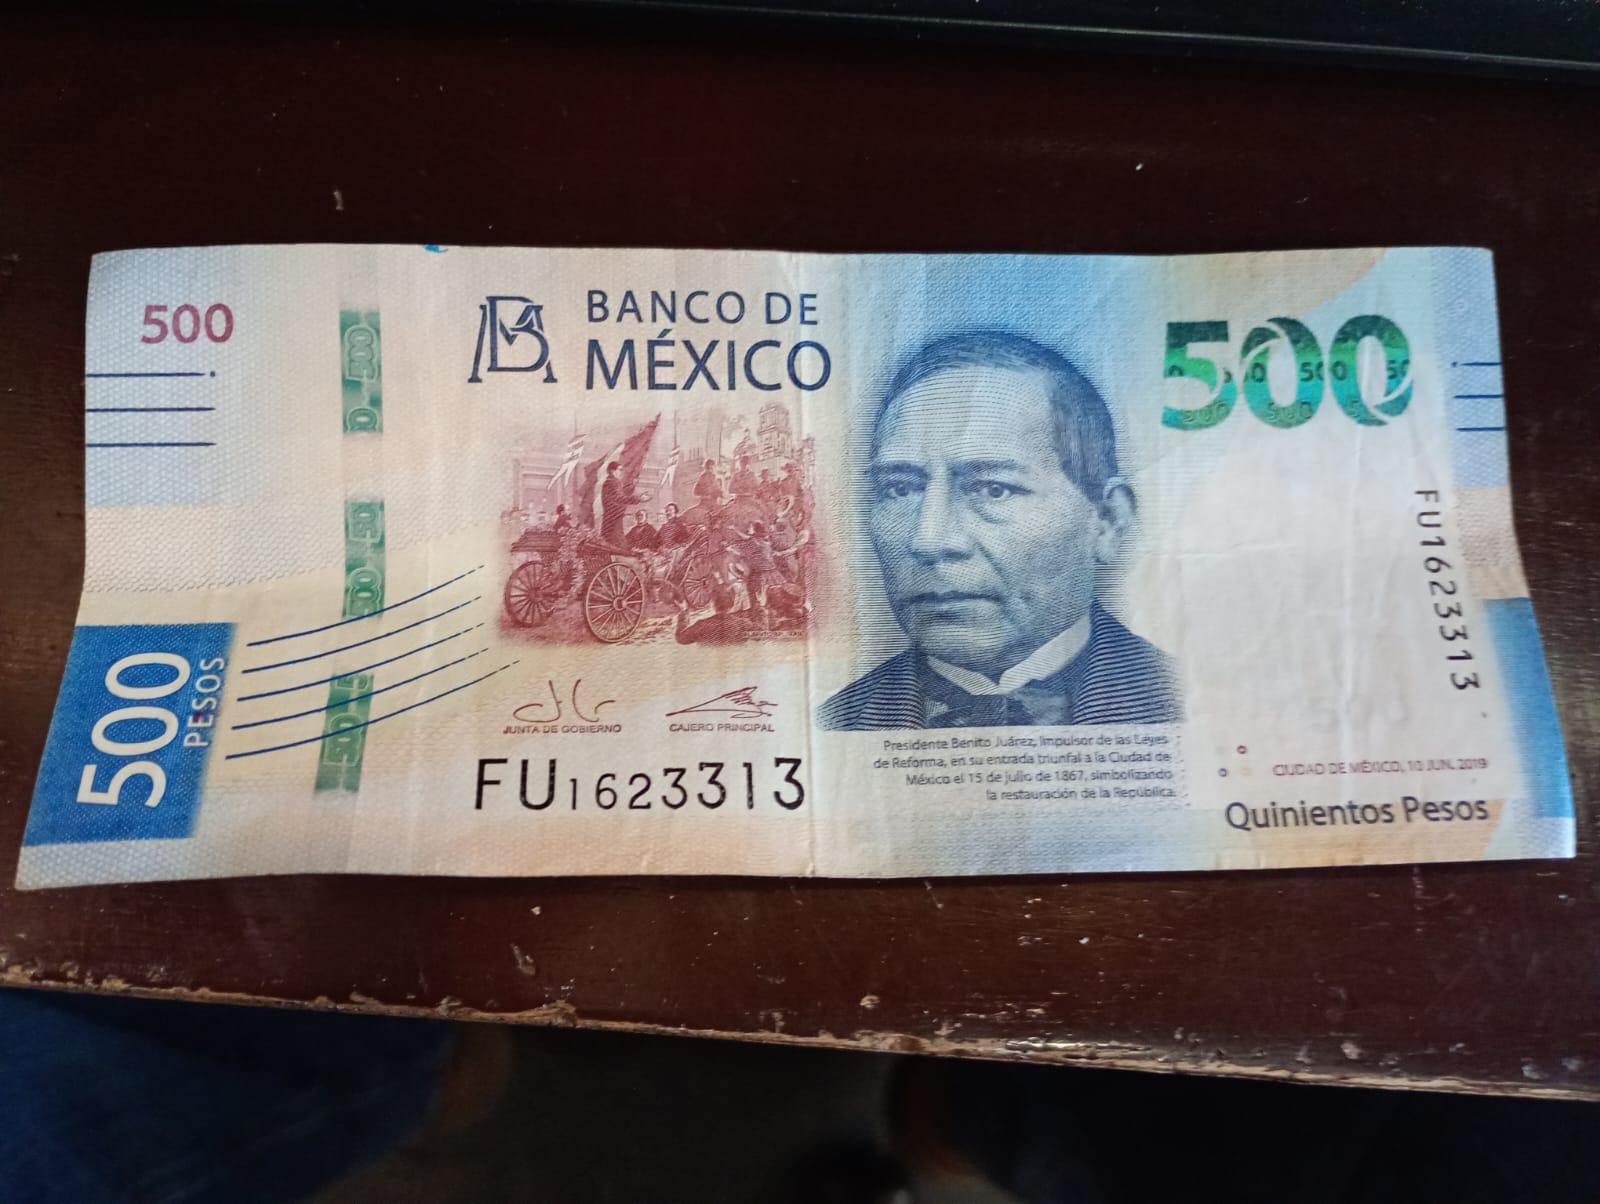 500
BANCO DE
MÉXICO
500
500
PESOS
JUNTA DE GOBIERNO
CAJERO PRINCIPAL
FU1623313
Presidente Benito Juárez, impulsor de las Leyes
de Reforma, en su entrada triunfal a la Ciudad de
México el 15 de julio de 1867, simbolizando
la restauración de la República.
FU1623313
CIUDAD DE MÉXICO, 10 JUN. 2019
Quinientos Pesos